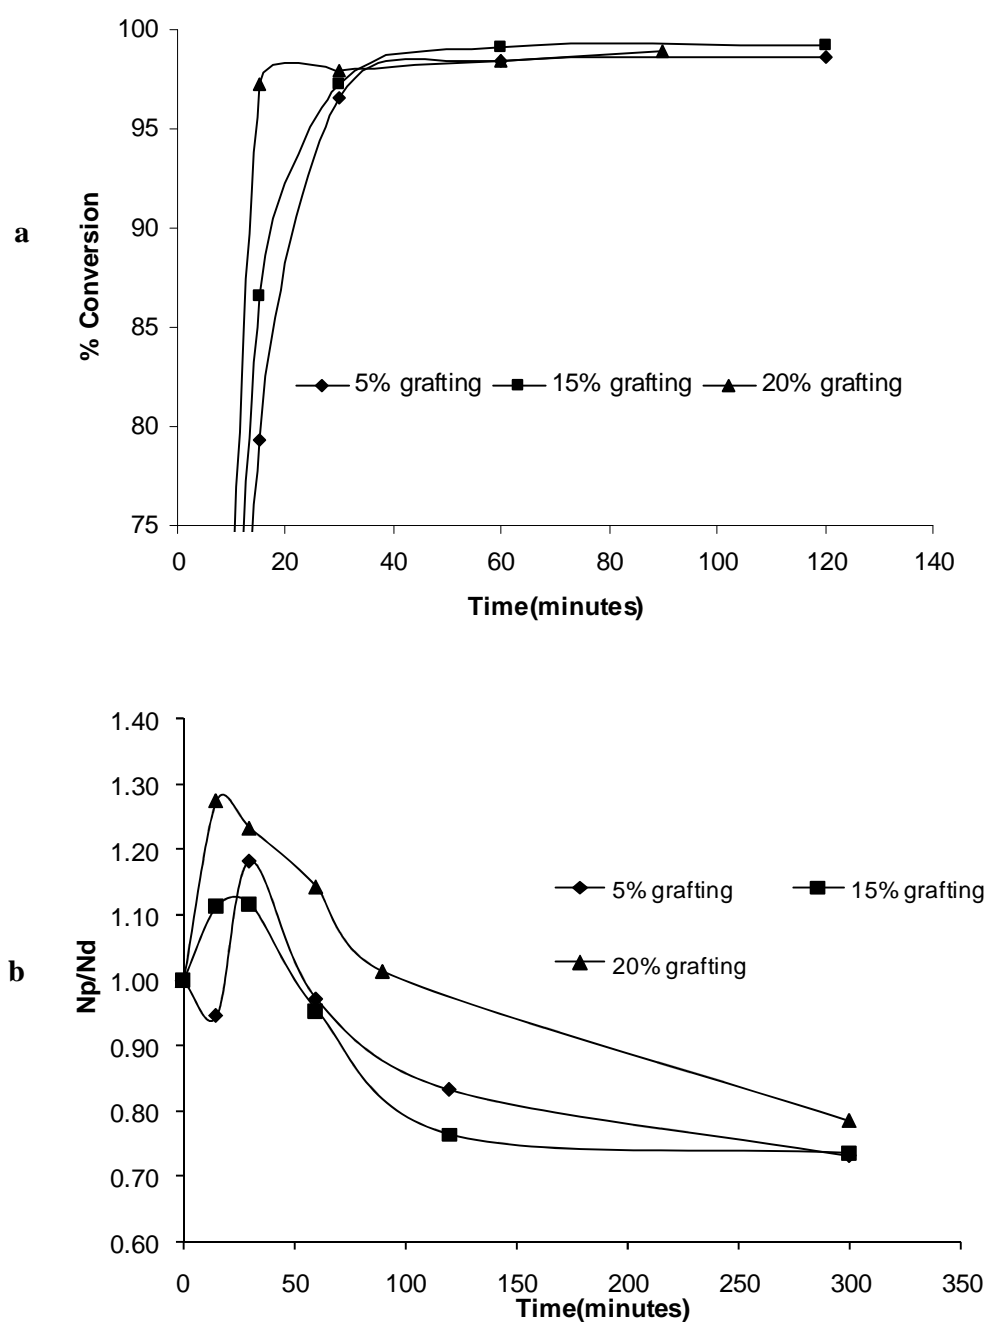 100
95
a
% Conversion
90
85
5% grafting 15% grafting 20% grafting
80
75
0 20 40 60 80 100 120 140
Time(minutes)
1.40
1.30
1.20
1.10
5% grafting 15% grafting
b
Np/Nd
20% grafting
1.00
0.90
0.80
0.70
0.60
0 50 100 150 200 250 300 350
Time(minutes)